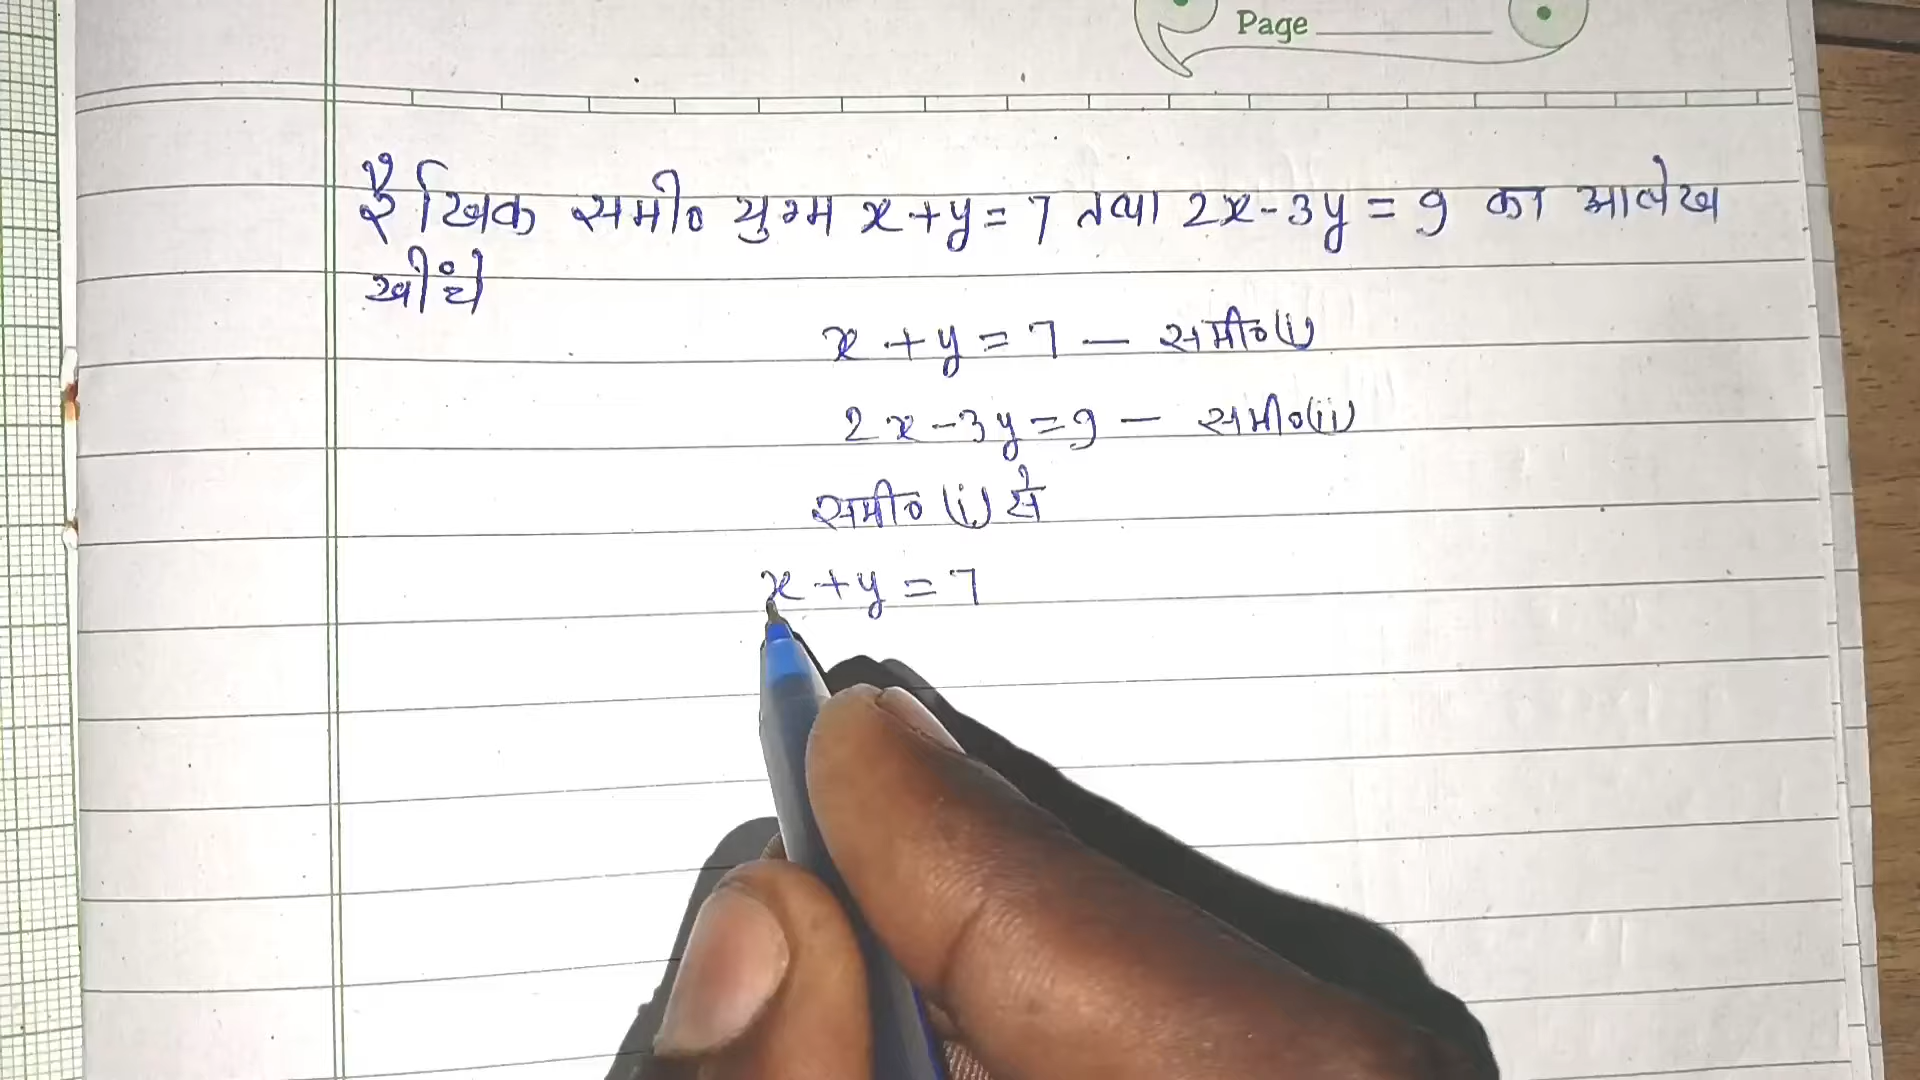 Page
रैखिक समी० युग्म x+y=7 तथा 2x-3y=9 का आलेख
खींचो
x+y=7 — समी०(i)
2x-3y=9 — समी०(ii)
समी० (i) से
x+y=7